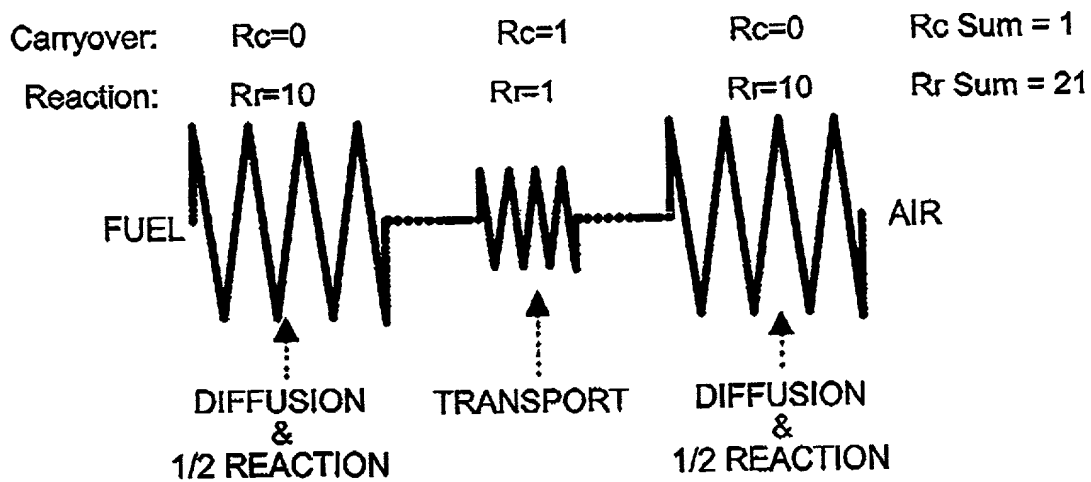 Carryover: Rc=0 Rc=1 Rc=0 Rc Sum = 1
Reaction: Rr=10 Rr=1 Rr=10 Rr Sum = 21
FUEL AIR
DIFFUSION TRANSPORT DIFFUSION
& &
1/2 REACTION 1/2 REACTION